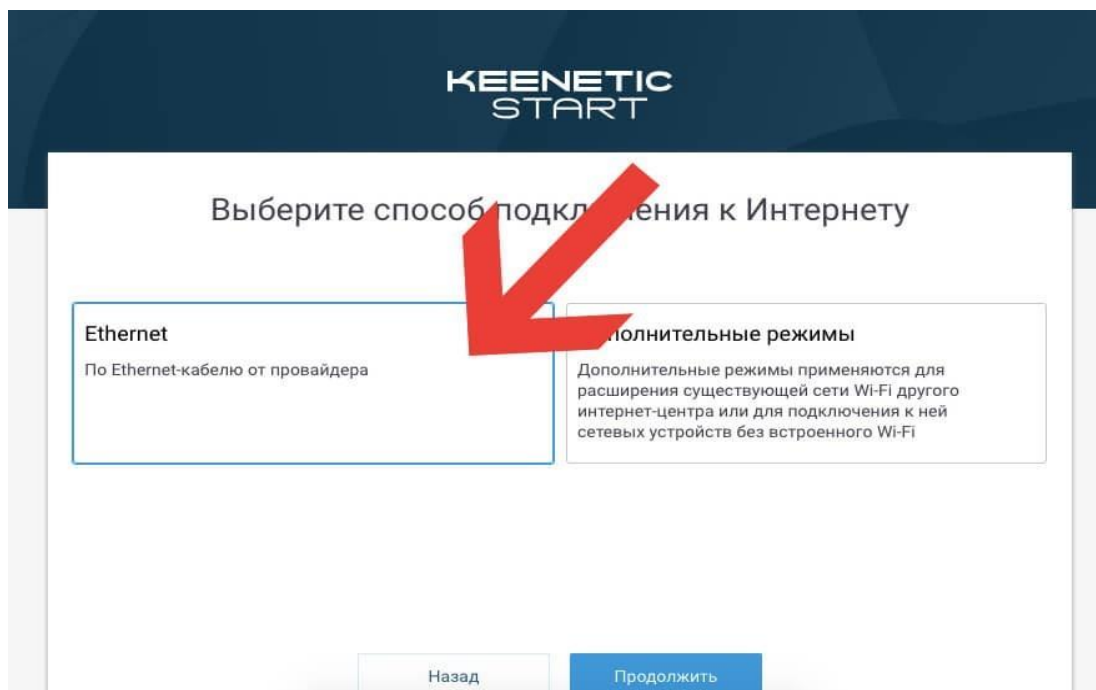 KEENETIC
START
Выберите способ к Интернету
Ethernet
По Ethernet-кабелю от провайдера
режимы
Дополнительные режимы применяются для
расширения существующей сети Wi-Fi другого
интернет-центра или для подключения к ней
сетевых устройств без встроенного Wi-Fi
Назад
Продолжить